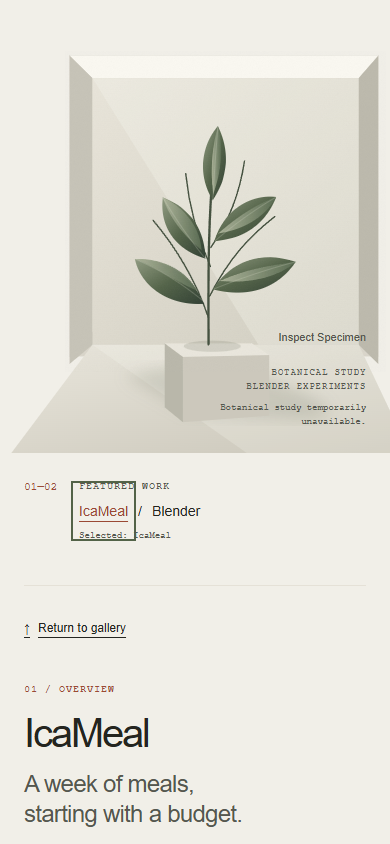 Inspect Specimen
BOTANICAL STUDY
BLENDER EXPERIMENTS
Botanical study temporarily
unavailable.
01—02
FEATURED WORK
IcaMeal / Blender
Selected: IcaMeal
↑ Return to gallery
01 / OVERVIEW
IcaMeal
A week of meals,
starting with a budget.